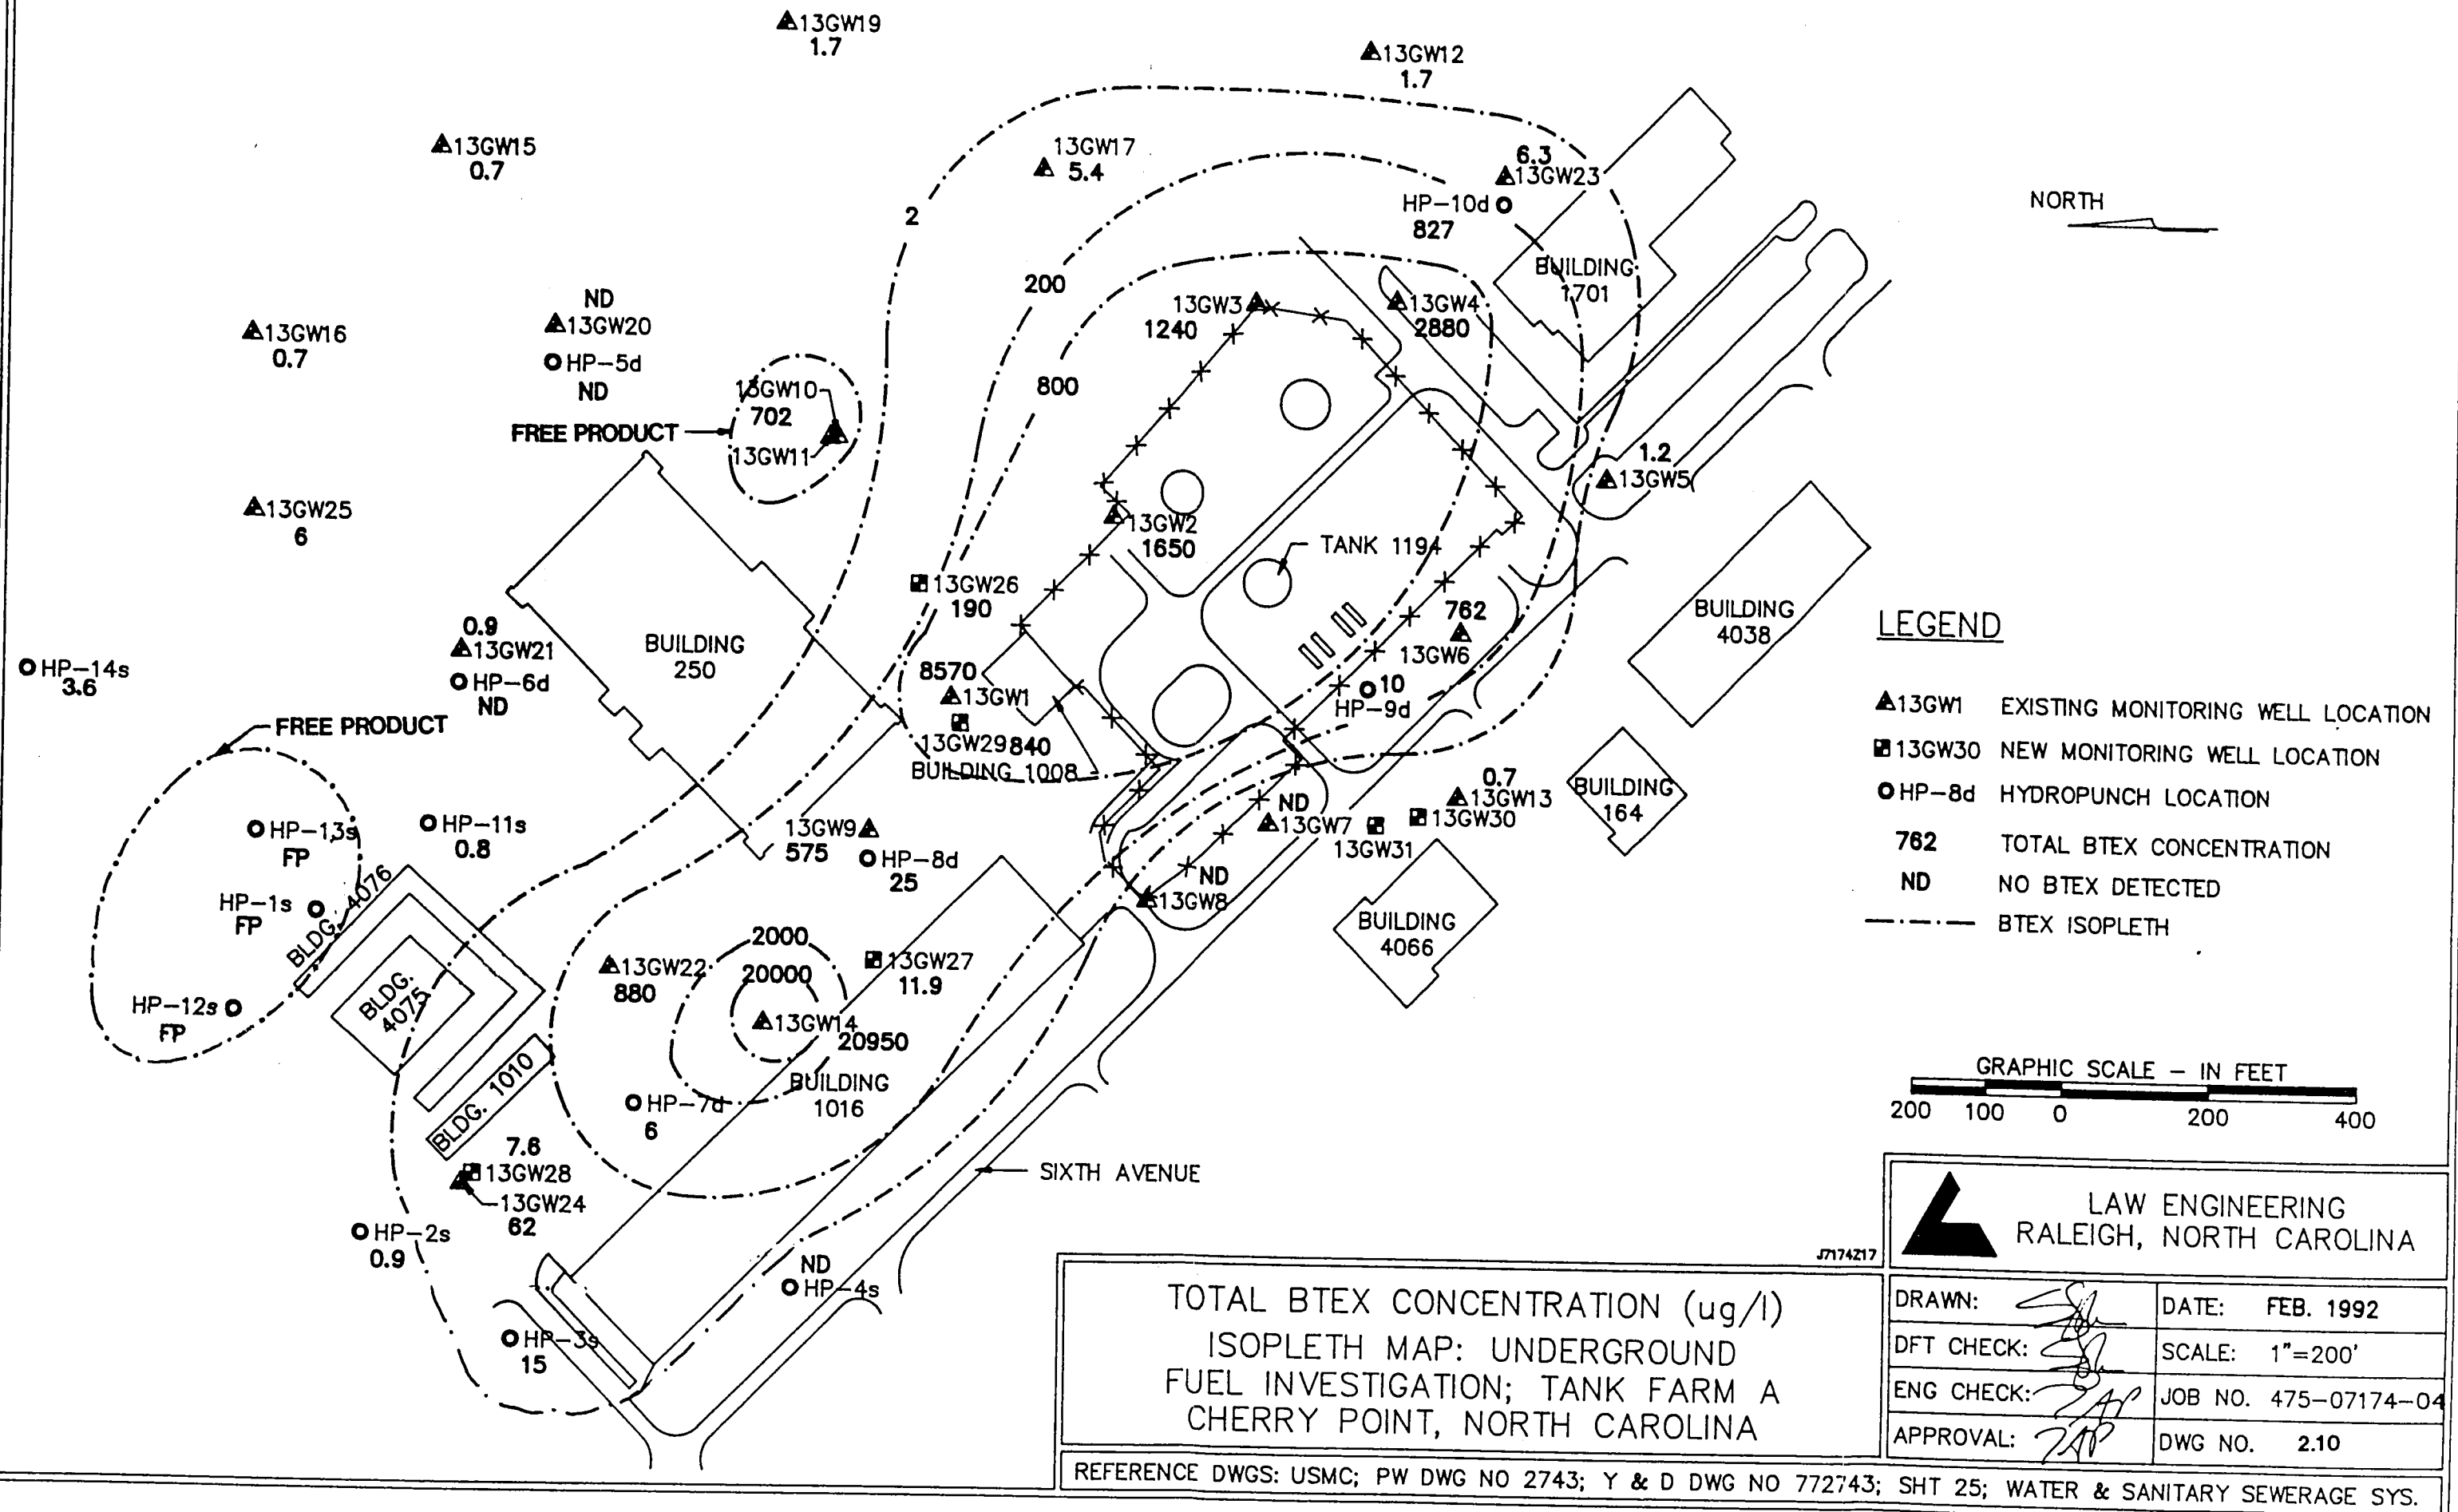 13GW19
1.7
13GW12
1.7
13GW15
0.7
13GW17
5.4
6.3
13GW23
HP-10d
827
NORTH
2
200
800
BUILDING
1701
13GW3
1240
13GW4
2880
ND
13GW20
HP-5d
ND
13GW16
0.7
13GW10
702
FREE PRODUCT
13GW11
13GW25
6
1.2
13GW5
13GW2
1650
TANK 1194
13GW26
190
762
13GW6
BUILDING
4038
0.9
13GW21
HP-6d
ND
BUILDING
250
HP-14s
3.6
8570
13GW1
13GW29 840
BUILDING 1008
10
HP-9d
FREE PRODUCT
HP-13s
FP
HP-11s
0.8
13GW9
575
HP-8d
25
ND
13GW7
0.7
13GW13
13GW30
13GW31
BUILDING
164
HP-1s
FP
BLDG. 4076
ND
13GW8
BUILDING
4066
HP-12s
FP
BLDG.
4075
13GW22
880
2000
20000
13GW14
20950
13GW27
11.9
BUILDING
1016
BLDG. 1010
HP-7d
6
7.6
13GW28
13GW24
62
SIXTH AVENUE
HP-2s
0.9
ND
HP-4s
HP-3s
15
LEGEND
13GW1 EXISTING MONITORING WELL LOCATION
13GW30 NEW MONITORING WELL LOCATION
HP-8d HYDROPUNCH LOCATION
762 TOTAL BTEX CONCENTRATION
ND NO BTEX DETECTED
BTEX ISOPLETH
GRAPHIC SCALE - IN FEET
200 100 0 200 400
LAW ENGINEERING
RALEIGH, NORTH CAROLINA
J7174Z17
TOTAL BTEX CONCENTRATION (ug/l)
ISOPLETH MAP: UNDERGROUND
FUEL INVESTIGATION; TANK FARM A
CHERRY POINT, NORTH CAROLINA
DRAWN:
DATE: FEB. 1992
DFT CHECK:
SCALE: 1"=200'
ENG CHECK:
JOB NO. 475-07174-04
APPROVAL:
DWG NO. 2.10
REFERENCE DWGS: USMC; PW DWG NO 2743; Y & D DWG NO 772743; SHT 25; WATER & SANITARY SEWERAGE SYS.